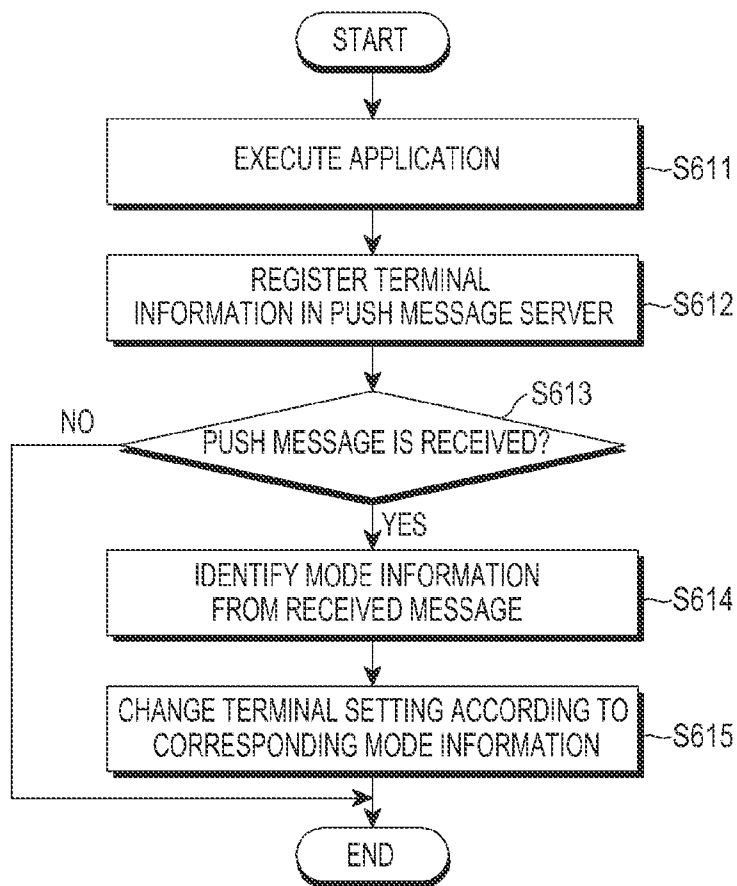 START
EXECUTE APPLICATION
S611
REGISTER TERMINAL
INFORMATION IN PUSH MESSAGE SERVER
S612
S613
NO
PUSH MESSAGE IS RECEIVED?
YES
IDENTIFY MODE INFORMATION
FROM RECEIVED MESSAGE
S614
CHANGE TERMINAL SETTING ACCORDING TO
CORRESPONDING MODE INFORMATION
S615
END